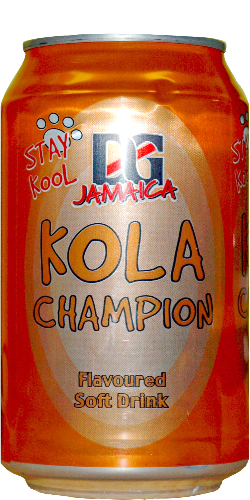 STAY
KOOL
DG
JAMAICA
KOLA
CHAMPION
Flavoured
Soft Drink